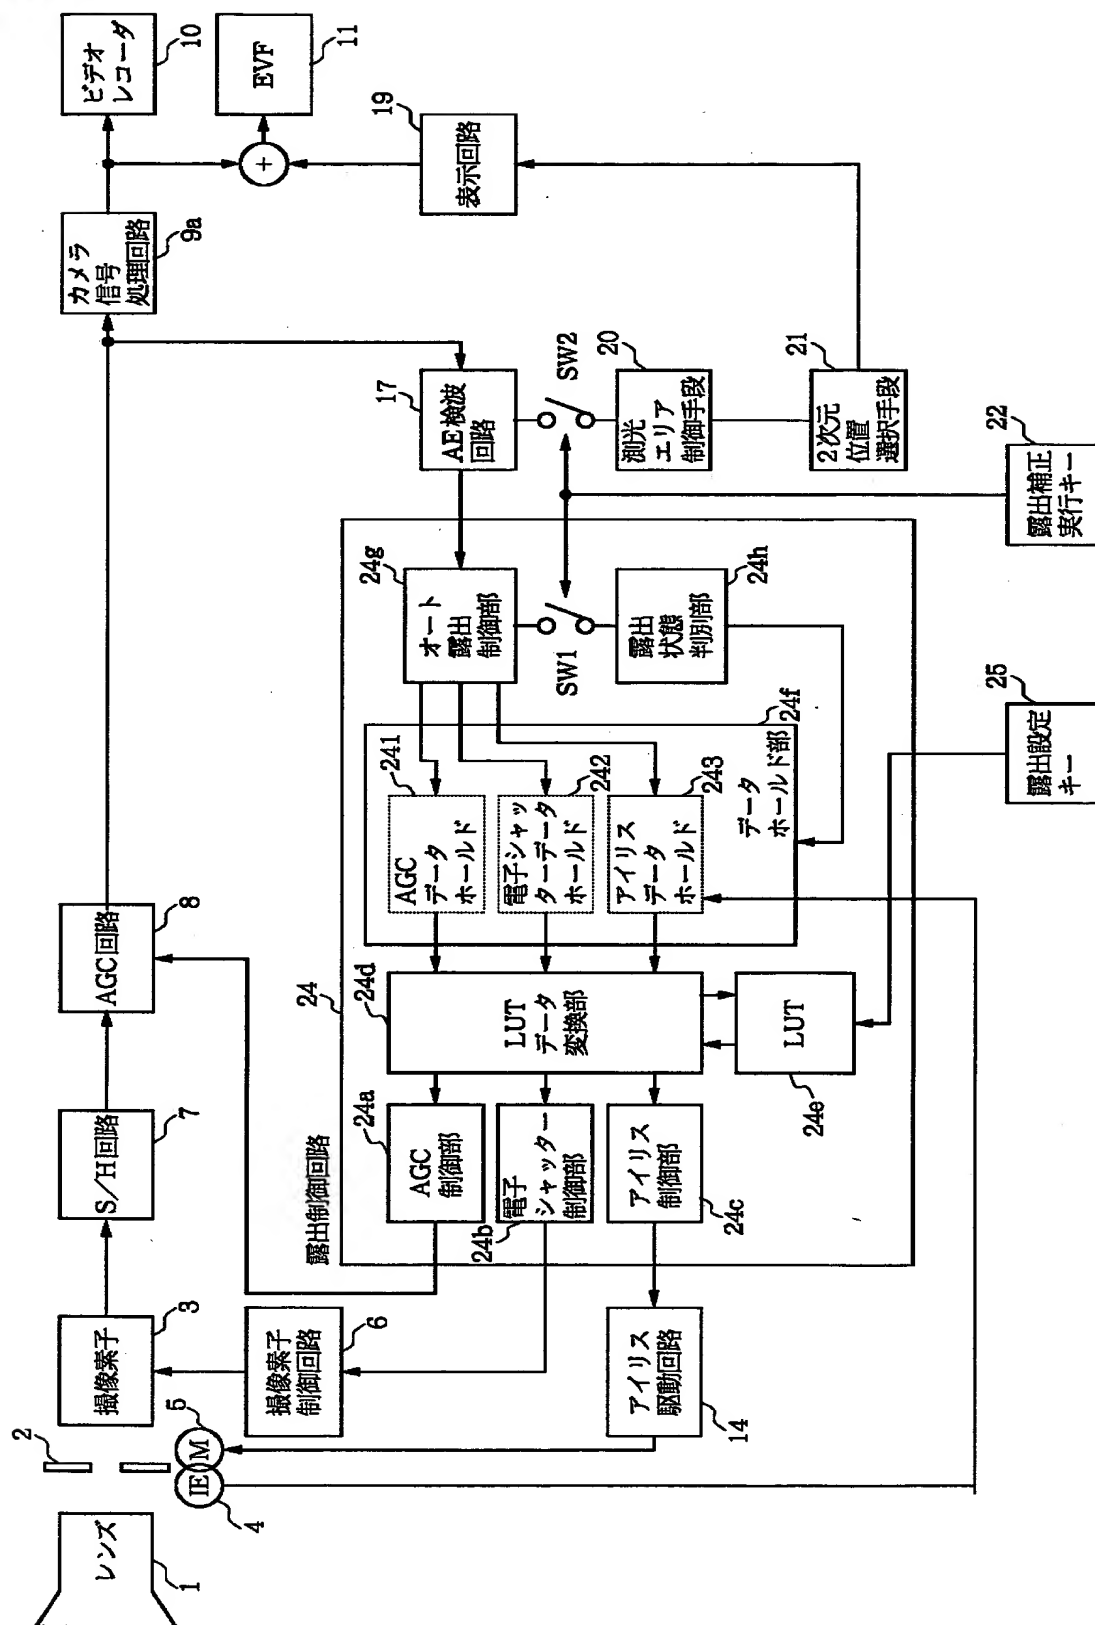 レンズ
1
2
IE
M
4
5
撮像素子
3
撮像素子
制御回路
6
アイリス
駆動回路
14
S/H回路
7
AGC回路
8
カメラ
信号
処理回路
9a
ビデオ
レコーダ
10
EVF
11
+
表示回路
19
露出制御回路
24
AGC
制御部
24a
電子
シャッター
制御部
24b
アイリス
制御部
24c
LUT
データ
変換部
24d
LUT
24e
AGC
データ
ホールド
241
電子シャッ
ターデータ
ホールド
242
アイリス
データ
ホールド
243
データ
ホールド部
24f
オート
露出
制御部
24g
SW1
露出
状態
判別部
24h
AE検波
回路
17
SW2
測光
エリア
制御手段
20
2次元
位置
選択手段
21
露出補正
実行キー
22
露出設定
キー
25